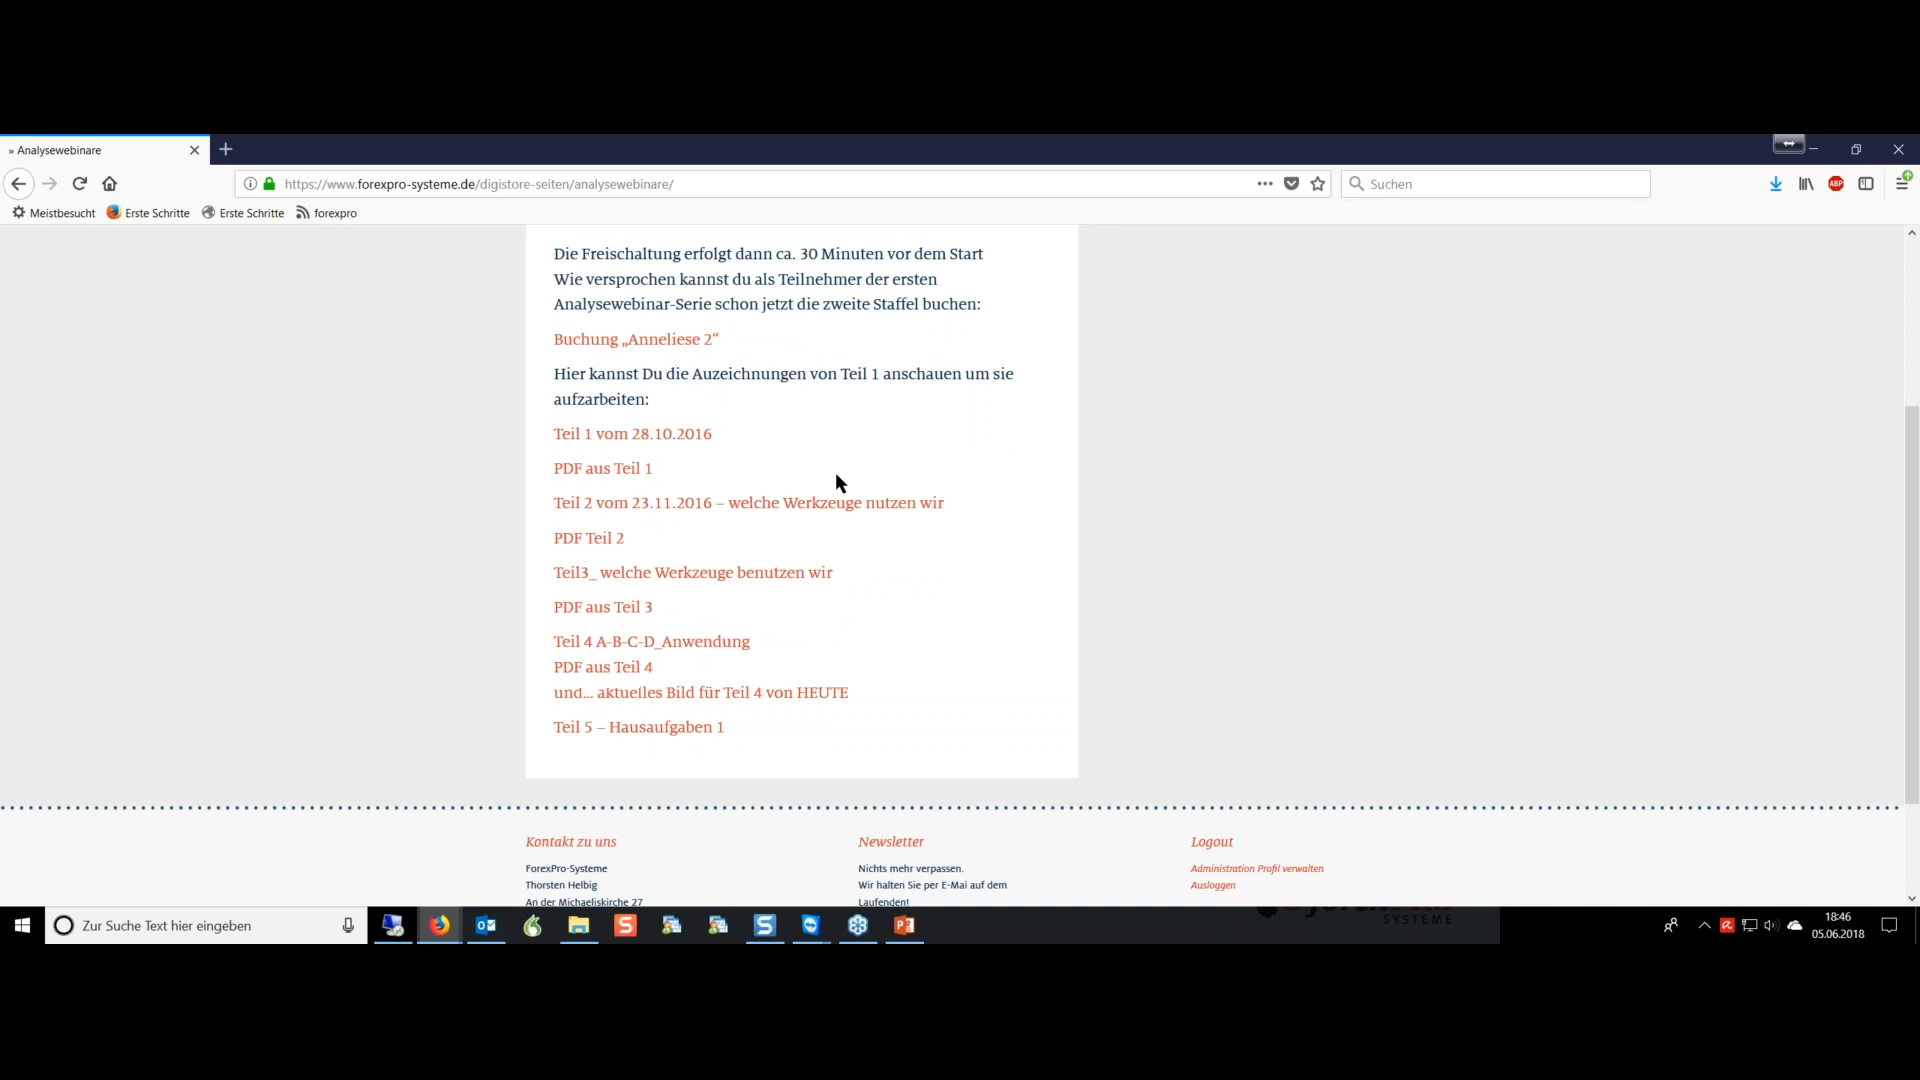 » Analysewebinare
https://www.forexpro-systeme.de/digistore-seiten/analysewebinare/
Suchen
ABP
Meistbesucht
Erste Schritte
Erste Schritte
forexpro
Die Freischaltung erfolgt dann ca. 30 Minuten vor dem Start
Wie versprochen kannst du als Teilnehmer der ersten
Analysewebinar-Serie schon jetzt die zweite Staffel buchen:
Buchung „Anneliese 2“
Hier kannst Du die Auzeichnungen von Teil 1 anschauen um sie
aufzarbeiten:
Teil 1 vom 28.10.2016
PDF aus Teil 1
Teil 2 vom 23.11.2016 – welche Werkzeuge nutzen wir
PDF Teil 2
Teil3_ welche Werkzeuge benutzen wir
PDF aus Teil 3
Teil 4 A-B-C-D_Anwendung
PDF aus Teil 4
und... aktuelles Bild für Teil 4 von HEUTE
Teil 5 – Hausaufgaben 1
Kontakt zu uns
ForexPro-Systeme
Thorsten Helbig
An der Michaeliskirche 27
Newsletter
Nichts mehr verpassen.
Wir halten Sie per E-Mai auf dem
Laufenden!
Logout
Administration Profil verwalten
Ausloggen
Zur Suche Text hier eingeben
SYSTEME
18:46
05.06.2018